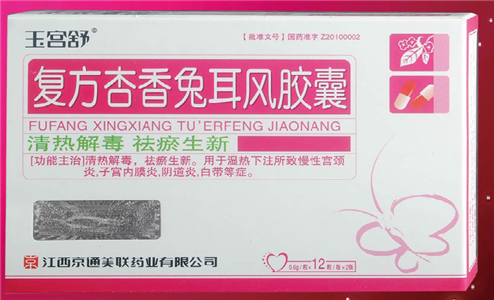 玉宫舒
【批准文号】国药准字 Z20100002
复方杏香兔耳风胶囊
FUFANG XINGXIANG TU'ERFENG JIAONANG
清热解毒 祛瘀生新
[功能主治]清热解毒，祛瘀生新。用于湿热下注所致慢性宫颈
炎,子宫内膜炎,阴道炎,白带等症。
0.6g/粒×12粒/板×2板
京 江西京通美联药业有限公司